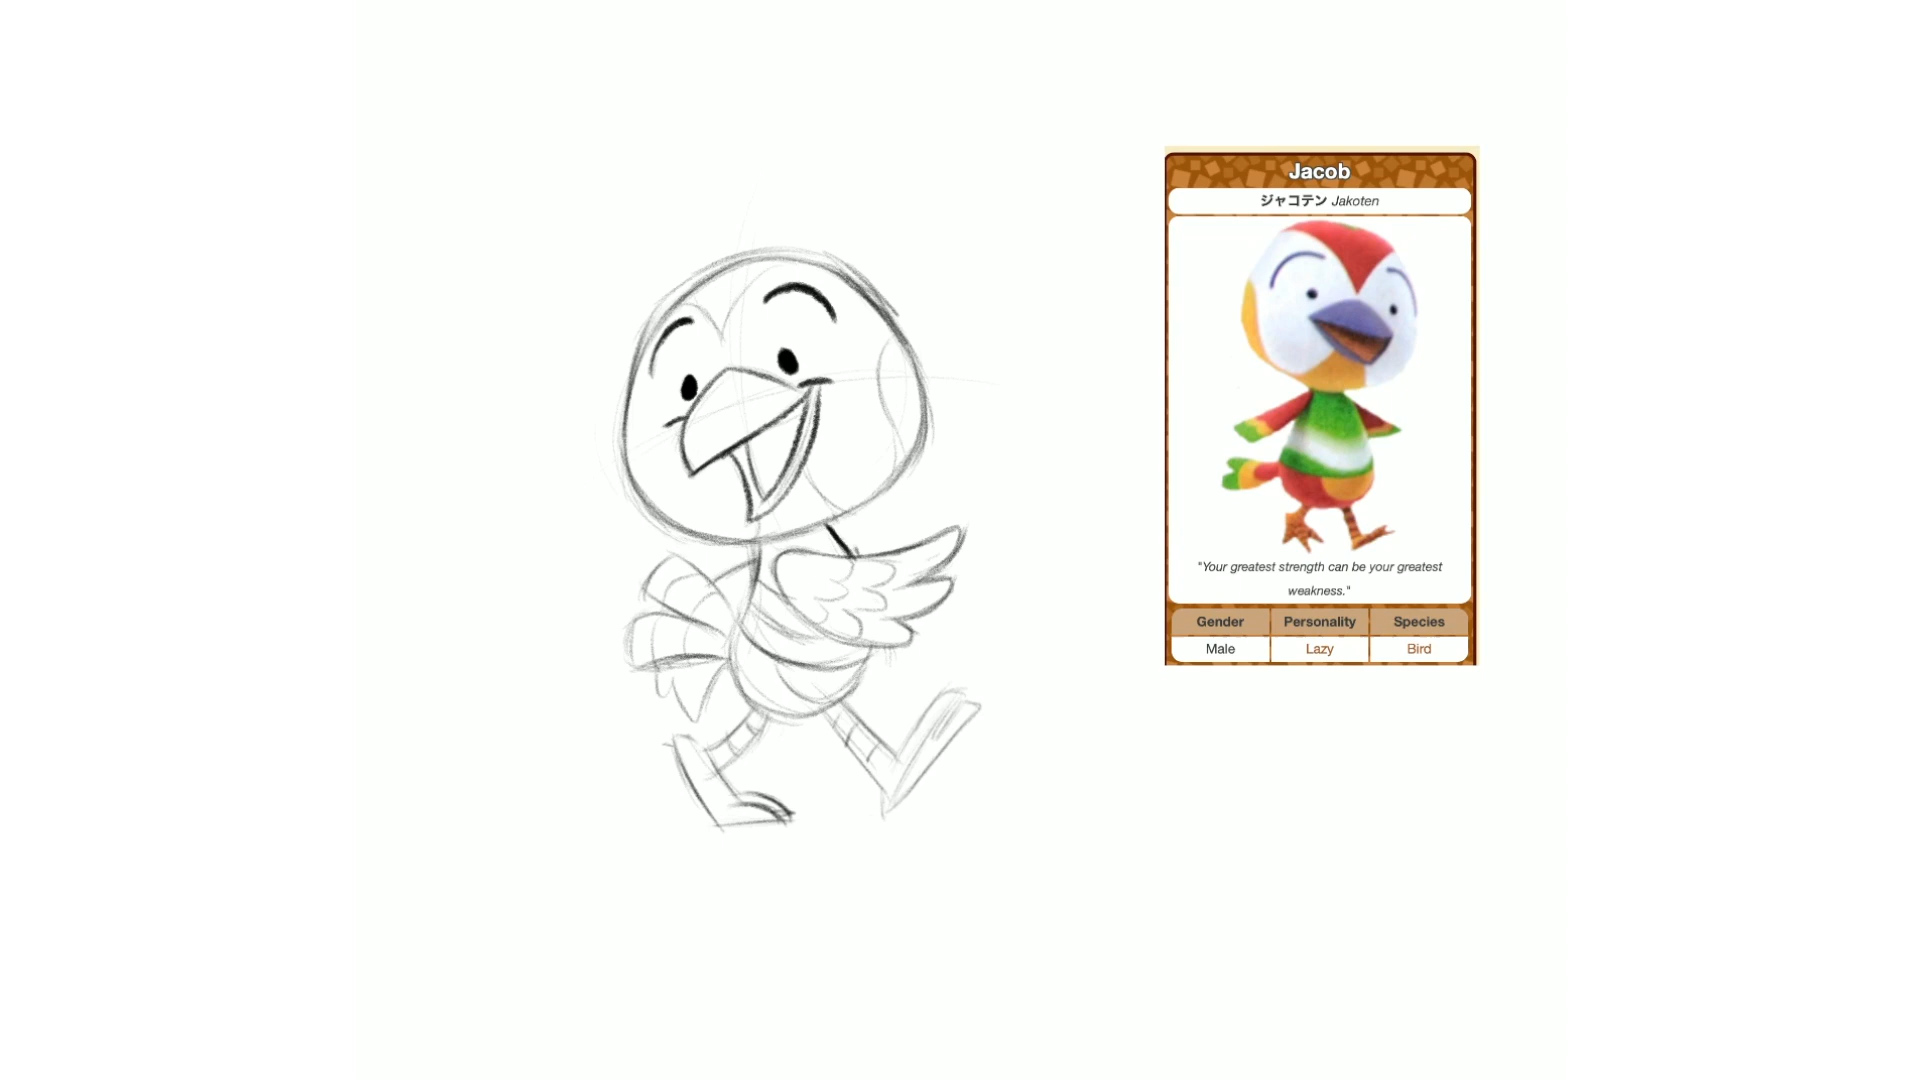 Jacob
ジャコテン Jakoten
"Your greatest strength can be your greatest
weakness."
Gender Personality Species
Male Lazy Bird